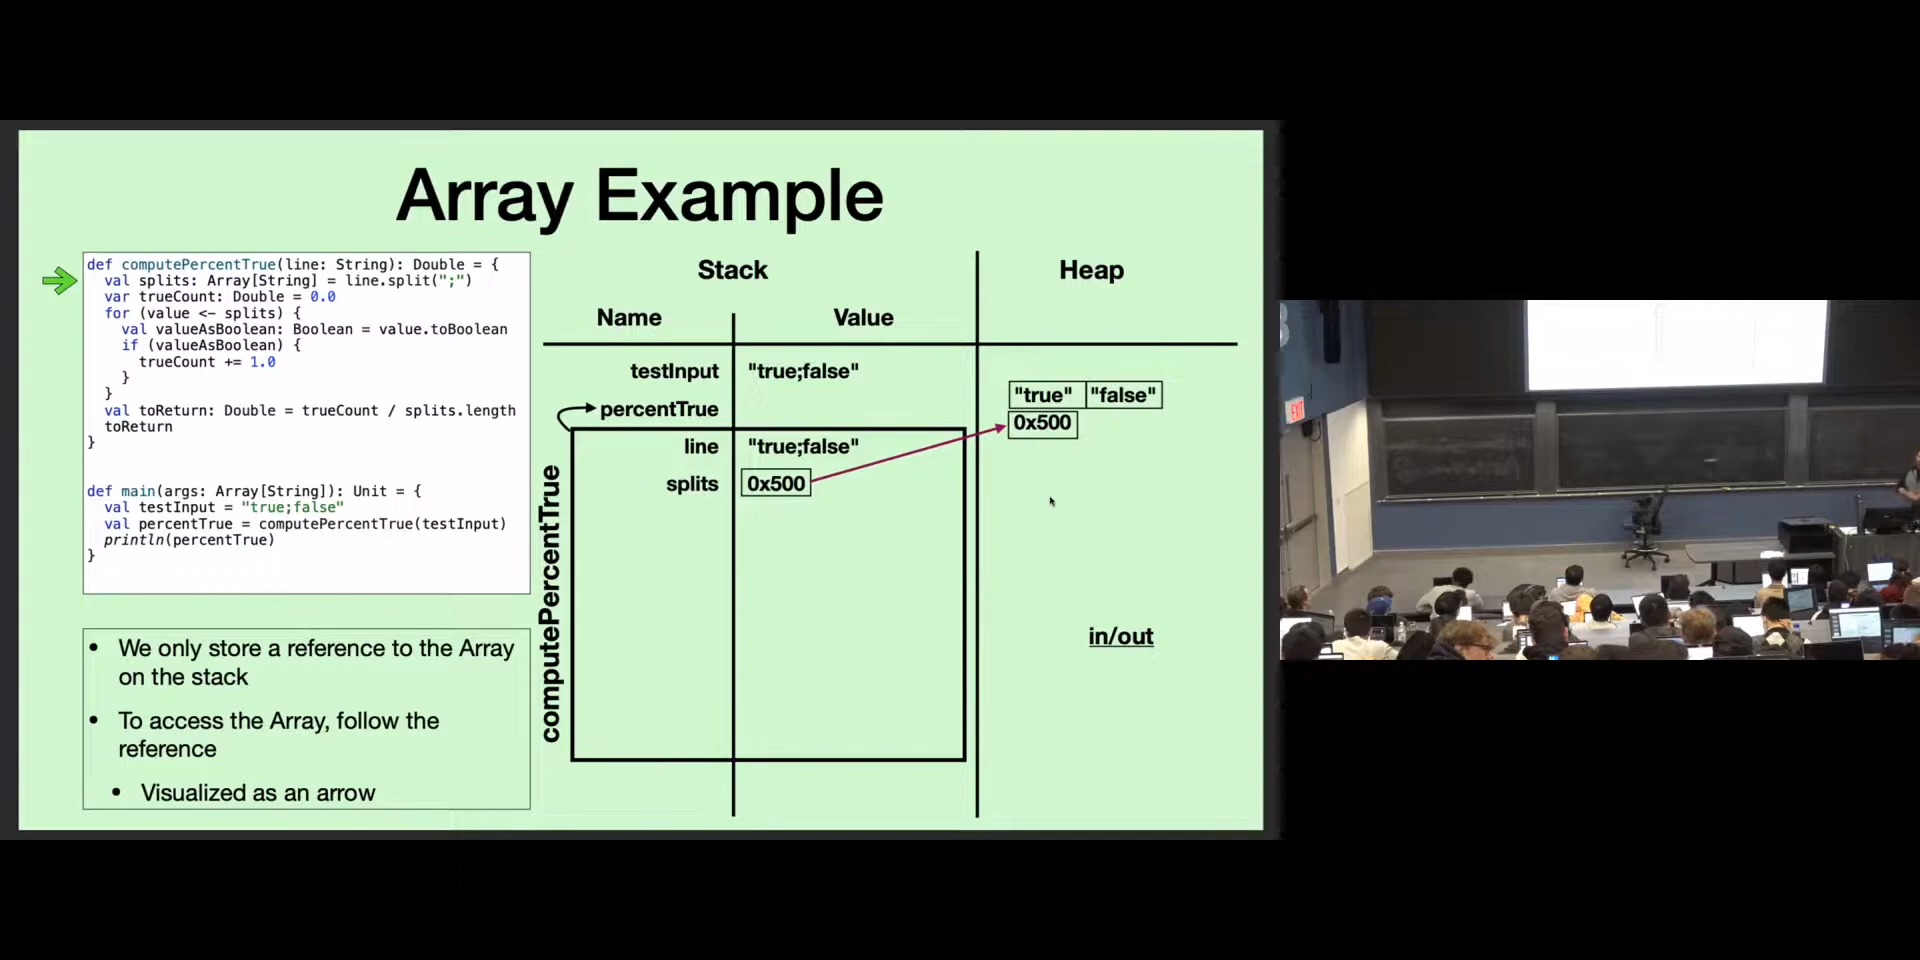 Array Example
def computePercentTrue(line: String): Double = {
  val splits: Array[String] = line.split(";")
  var trueCount: Double = 0.0
  for (value <- splits) {
    val valueAsBoolean: Boolean = value.toBoolean
    if (valueAsBoolean) {
      trueCount += 1.0
    }
  }
  val toReturn: Double = trueCount / splits.length
  toReturn
}
def main(args: Array[String]): Unit = {
  val testInput = "true;false"
  val percentTrue = computePercentTrue(testInput)
  println(percentTrue)
}
• We only store a reference to the Array
on the stack
• To access the Array, follow the
reference
• Visualized as an arrow
Stack
Heap
Name
Value
testInput "true;false"
percentTrue
computePercentTrue
line "true;false"
splits 0x500
"true" "false"
0x500
in/out
EXIT